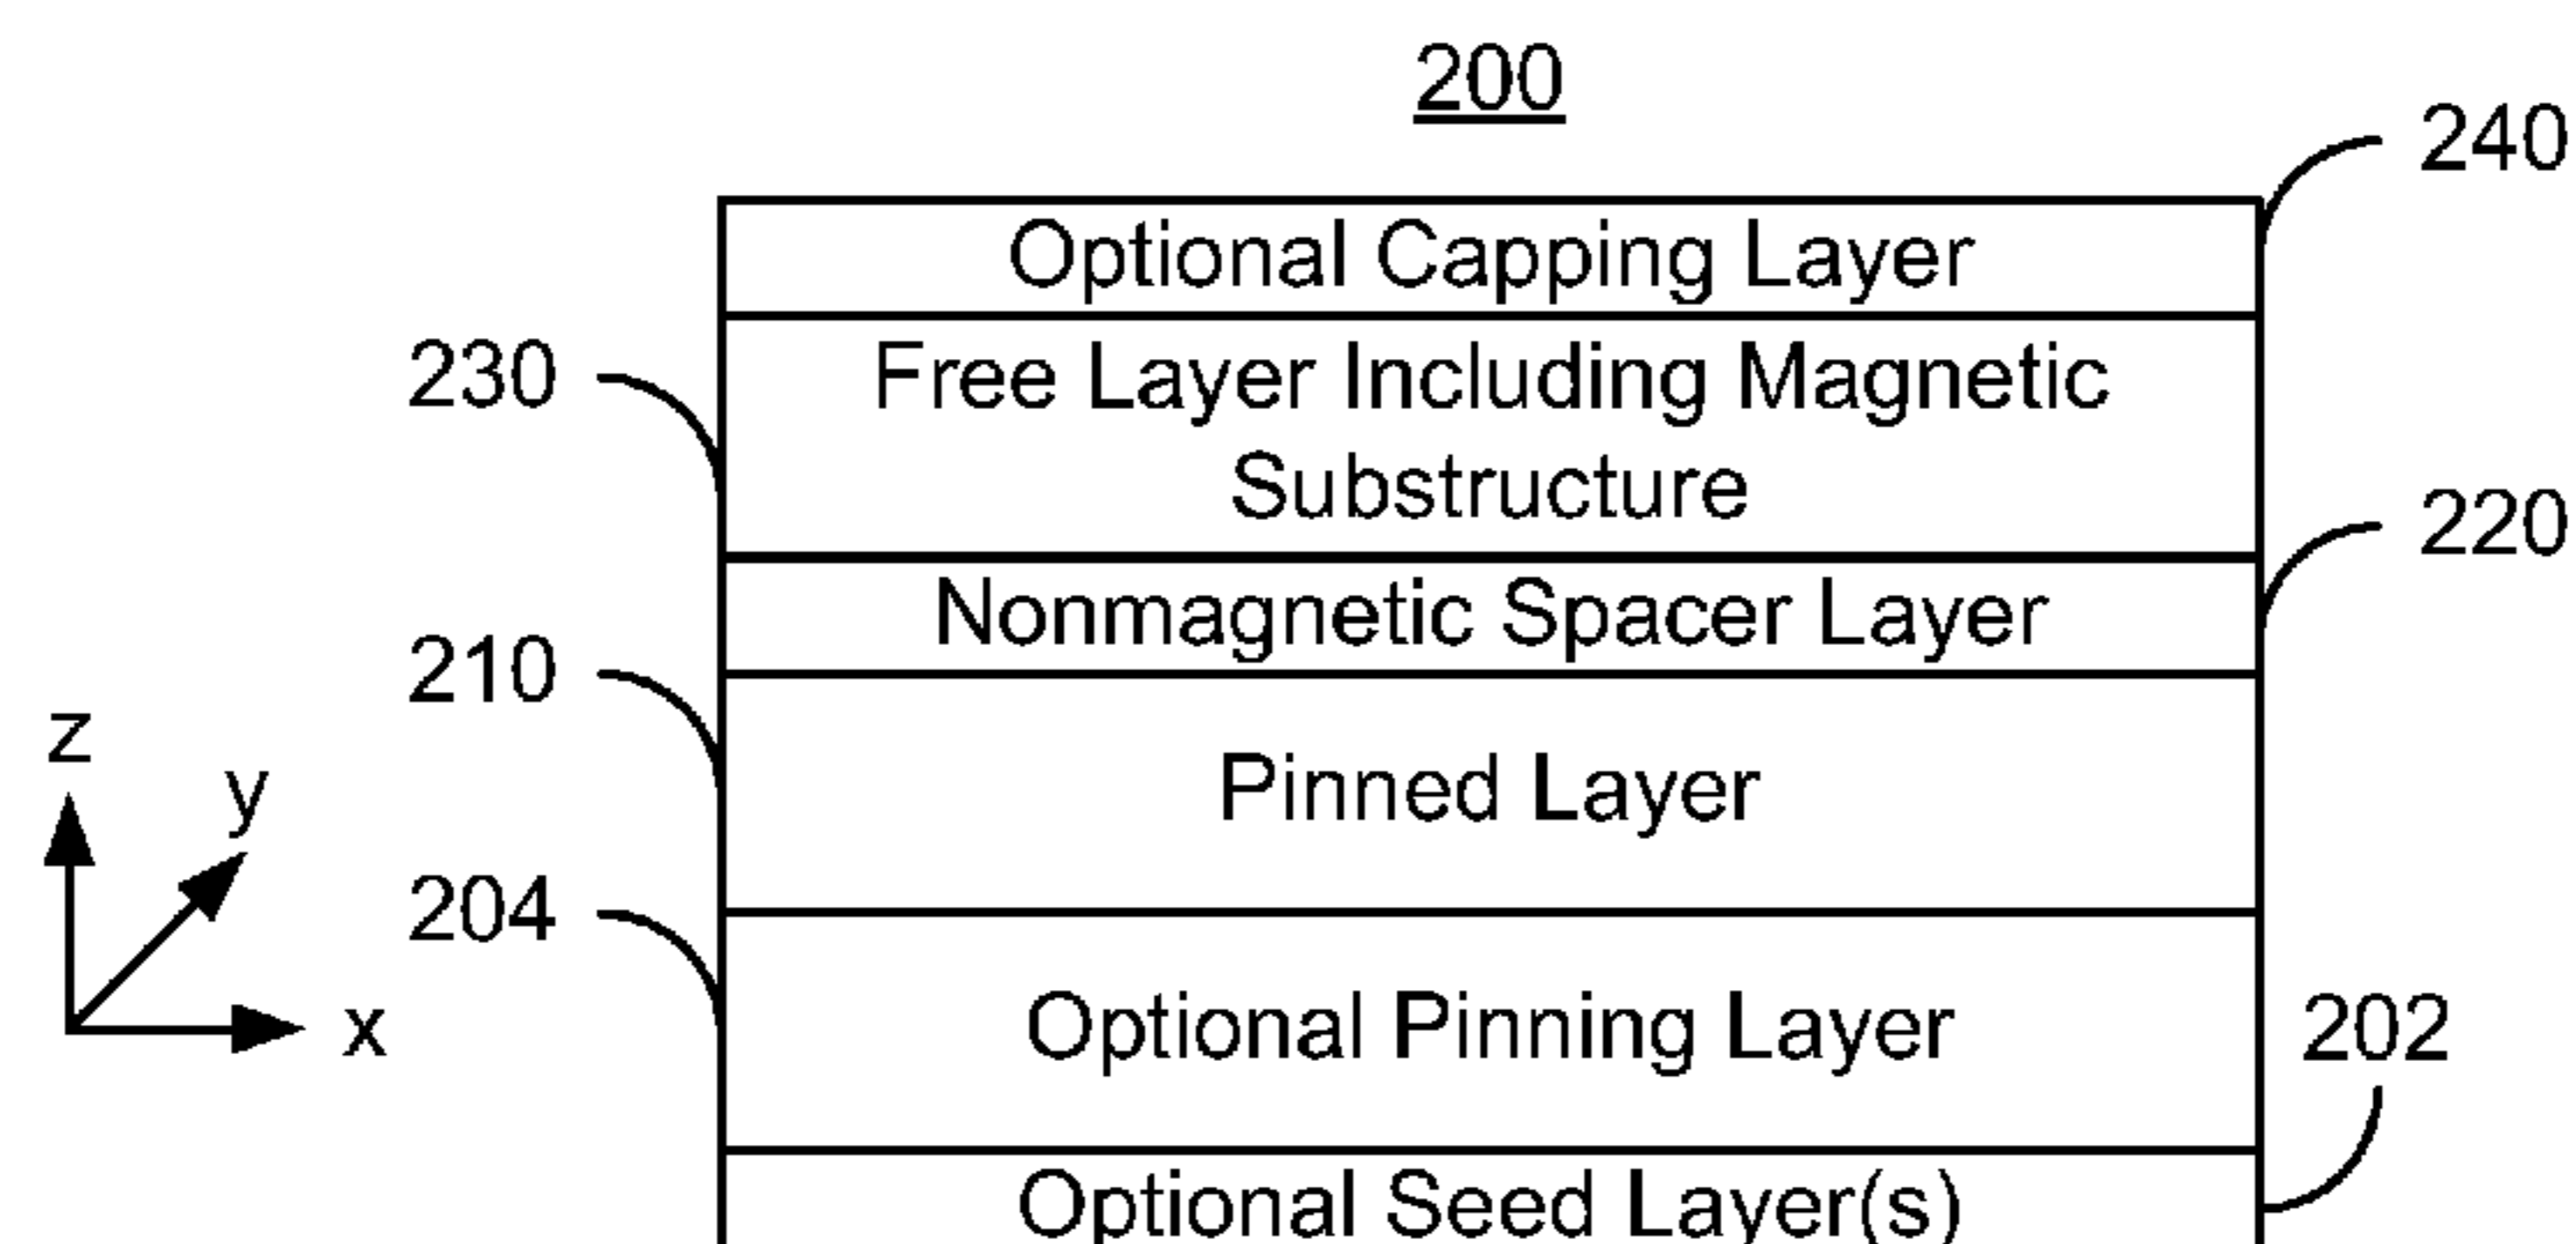 200
240
Optional Capping Layer
230
Free Layer Including Magnetic
Substructure
220
Nonmagnetic Spacer Layer
210
Pinned Layer
z
y
x
204
Optional Pinning Layer
202
Optional Seed Layer(s)